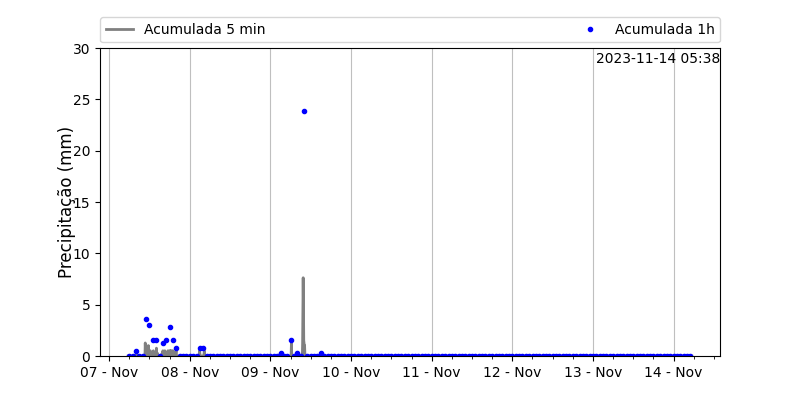 Acumulada 5 min
Acumulada 1h
2023-11-14 05:38
Precipitação (mm)
30
25
20
15
10
5
0
07 - Nov
08 - Nov
09 - Nov
10 - Nov
11 - Nov
12 - Nov
13 - Nov
14 - Nov